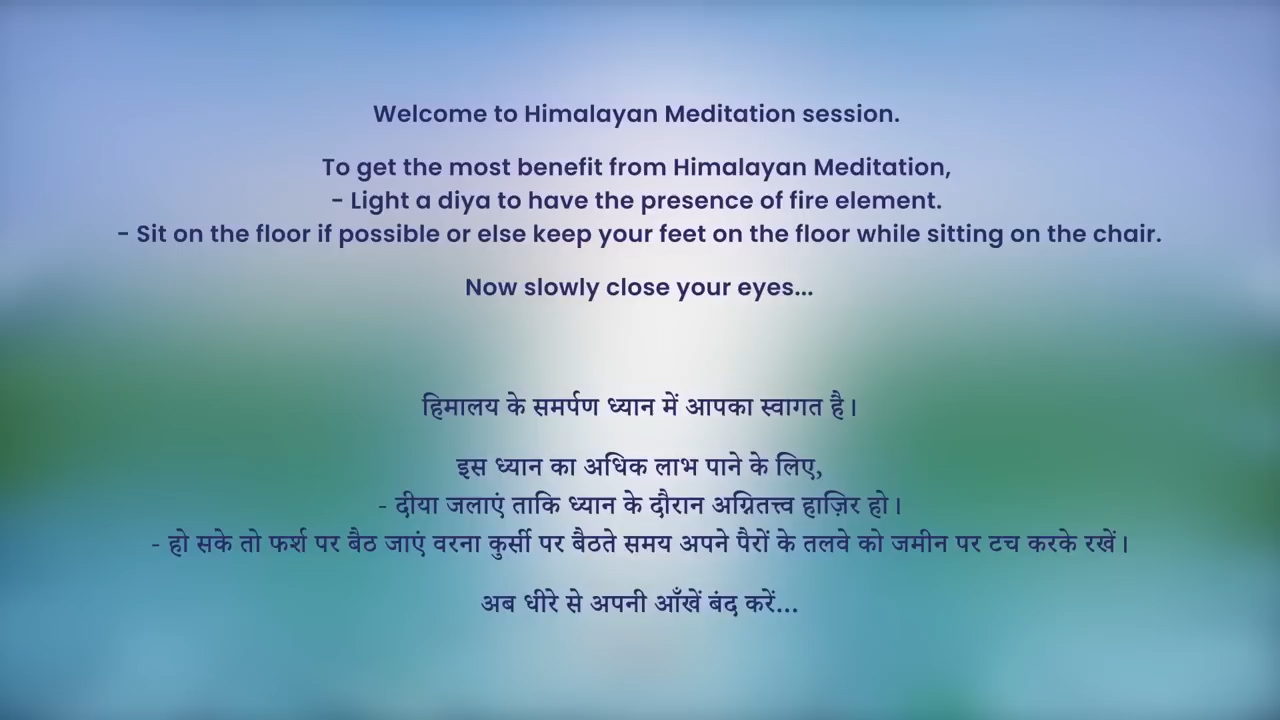 Welcome to Himalayan Meditation session.
To get the most benefit from Himalayan Meditation,
- Light a diya to have the presence of fire element.
- Sit on the floor if possible or else keep your feet on the floor while sitting on the chair.
Now slowly close your eyes...
हिमालय के समर्पण ध्यान में आपका स्वागत है।
इस ध्यान का अधिक लाभ पाने के लिए,
- दीया जलाएं ताकि ध्यान के दौरान अग्नितत्त्व हाज़िर हो।
- हो सके तो फर्श पर बैठ जाएं वरना कुर्सी पर बैठते समय अपने पैरों के तलवे को जमीन पर टच करके रखें।
अब धीरे से अपनी आँखें बंद करें...